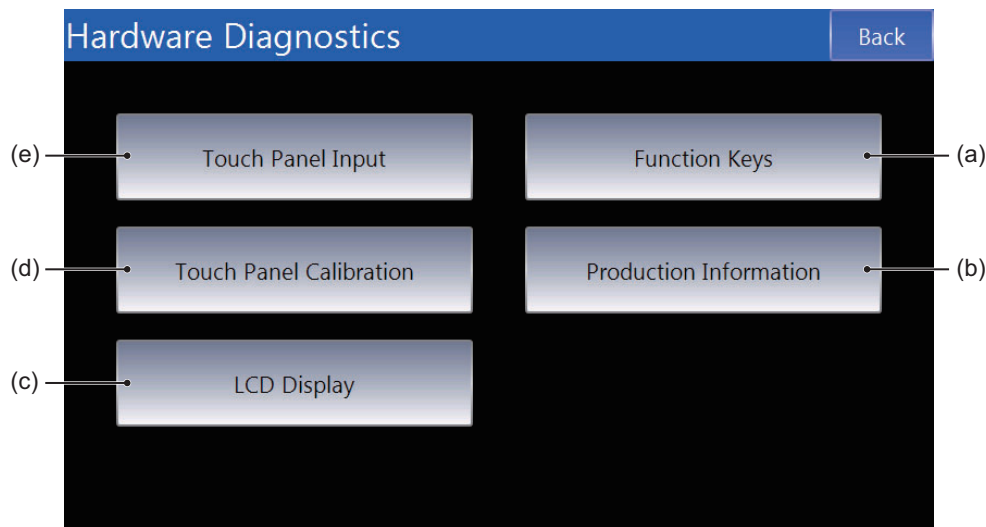 Hardware Diagnostics Back
(e) Touch Panel Input Function Keys (a)
(d) Touch Panel Calibration Production Information (b)
(c) LCD Display